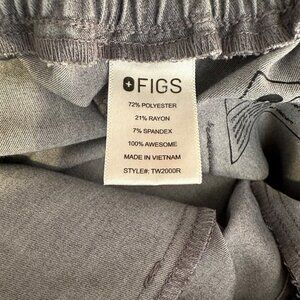 FIGS
72% POLYESTER
21% RAYON
7% SPANDEX
100% AWESOME
MADE IN VIETNAM
STYLE#: TW2000R